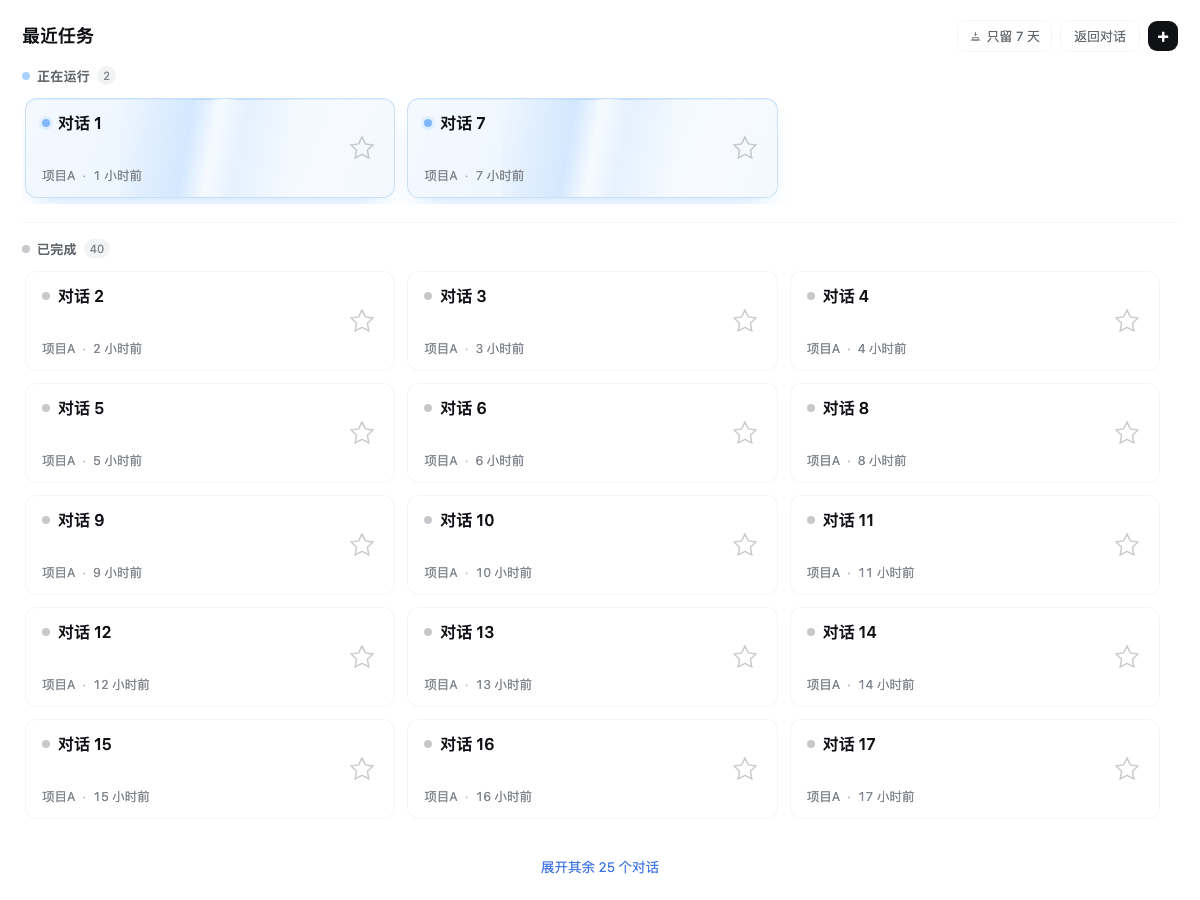 最近任务
只留 7 天
返回对话
+
正在运行 2
对话 1
项目A · 1 小时前
对话 7
项目A · 7 小时前
已完成 40
对话 2
项目A · 2 小时前
对话 3
项目A · 3 小时前
对话 4
项目A · 4 小时前
对话 5
项目A · 5 小时前
对话 6
项目A · 6 小时前
对话 8
项目A · 8 小时前
对话 9
项目A · 9 小时前
对话 10
项目A · 10 小时前
对话 11
项目A · 11 小时前
对话 12
项目A · 12 小时前
对话 13
项目A · 13 小时前
对话 14
项目A · 14 小时前
对话 15
项目A · 15 小时前
对话 16
项目A · 16 小时前
对话 17
项目A · 17 小时前
展开其余 25 个对话